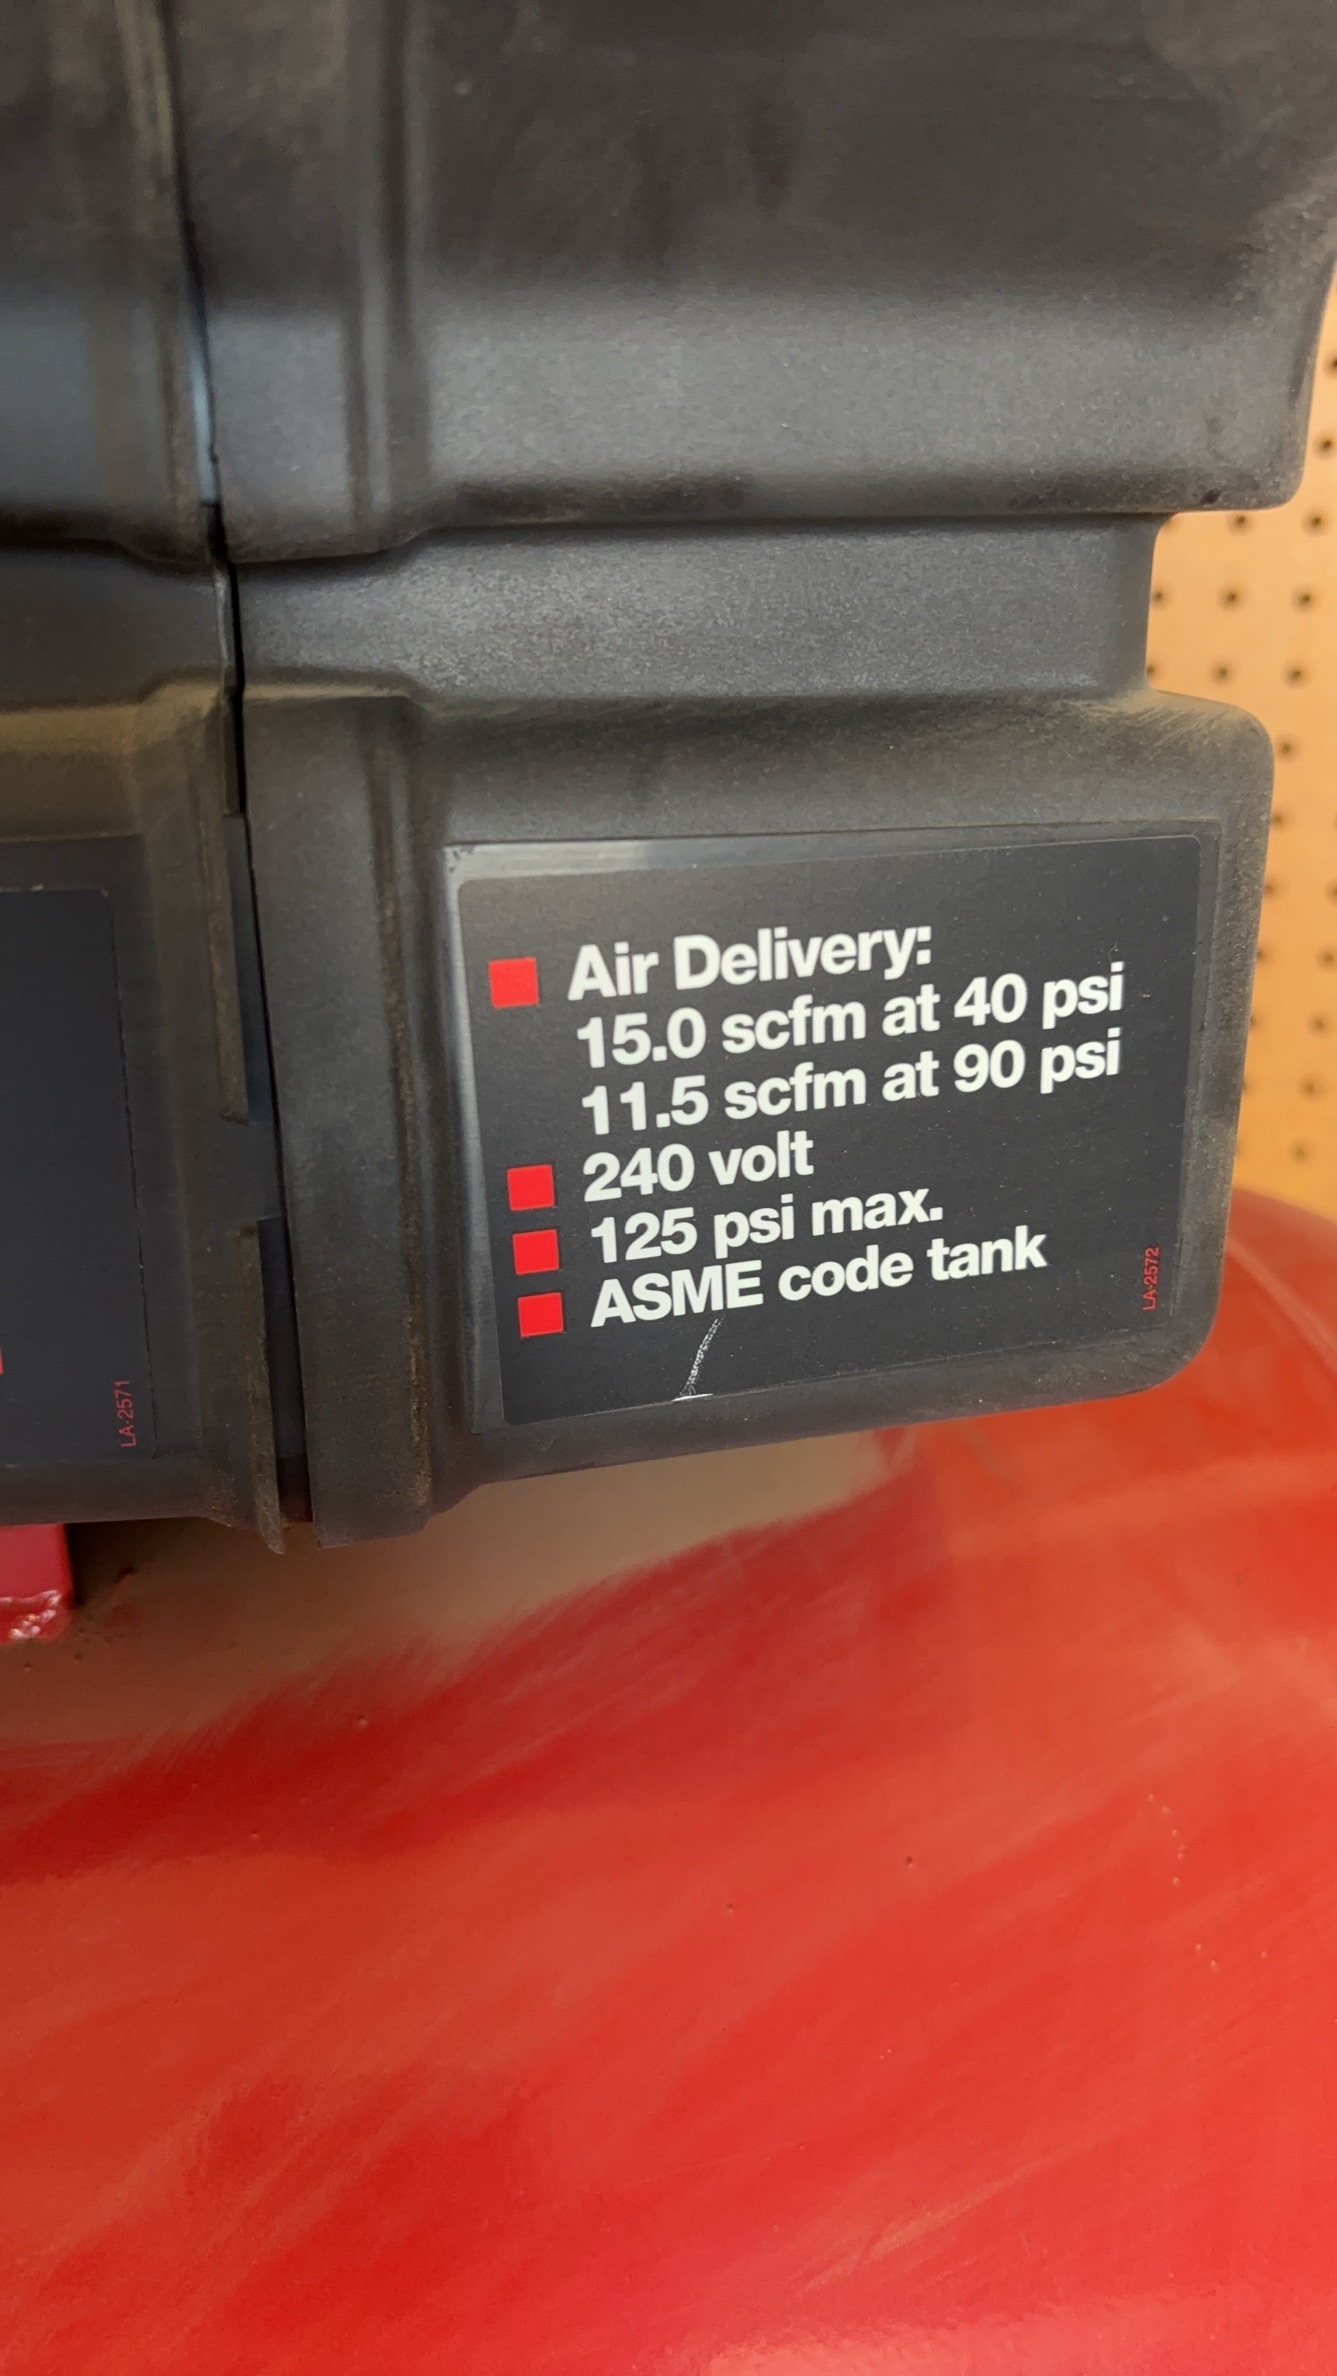 Air Delivery:
15.0 scfm at 40 psi
11.5 scfm at 90 psi
240 volt
125 psi max.
ASME code tank
LA-2572
LA-2571